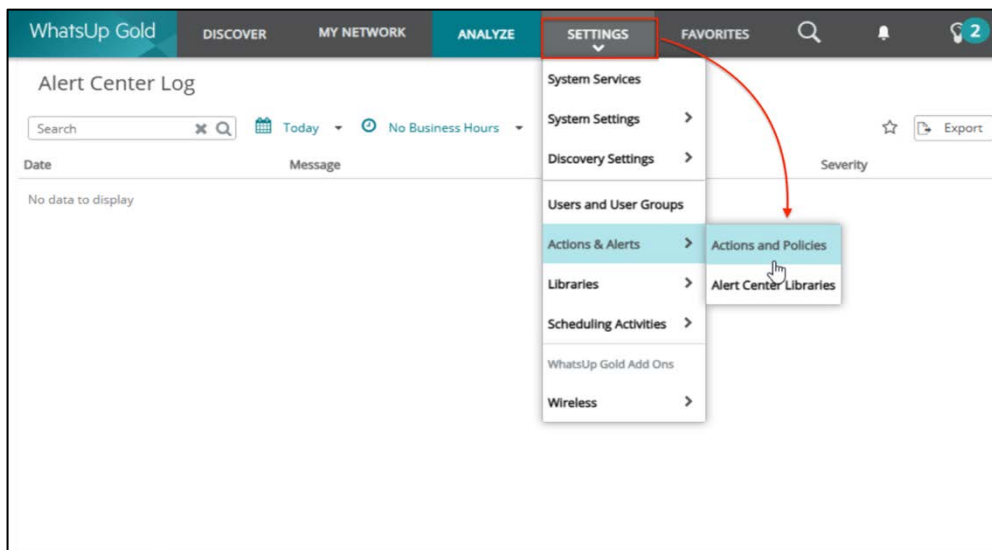 WhatsUp Gold DISCOVER MY NETWORK ANALYZE SETTINGS FAVORITES 2
Alert Center Log
Search Today No Business Hours Export
Date Message Severity
No data to display
System Services
System Settings
Discovery Settings
Users and User Groups
Actions & Alerts
Libraries
Scheduling Activities
WhatsUp Gold Add Ons
Wireless
Actions and Policies
Alert Center Libraries